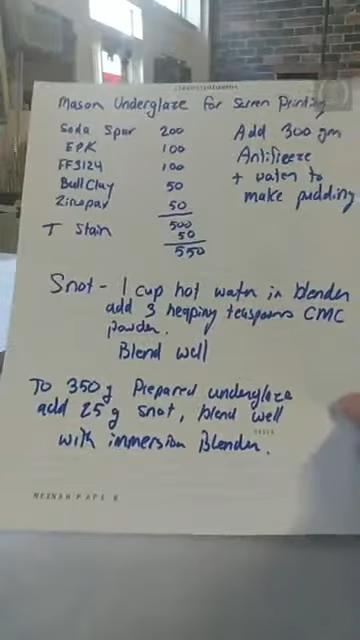 Mason Underglaze for Screen Printing
Soda Spar 200
EPK 100
FF3124 100
Ball Clay 50
Zircopax 50
500
T Stain 50
550
Add 300 gm
Antifreeze
+ water to
make pudding
Snot - 1 cup hot water in blender
add 3 heaping teaspoons CMC
powder.
Blend well
To 350 g Prepared underglaze
add 25 g snot, blend well
with immersion Blender.